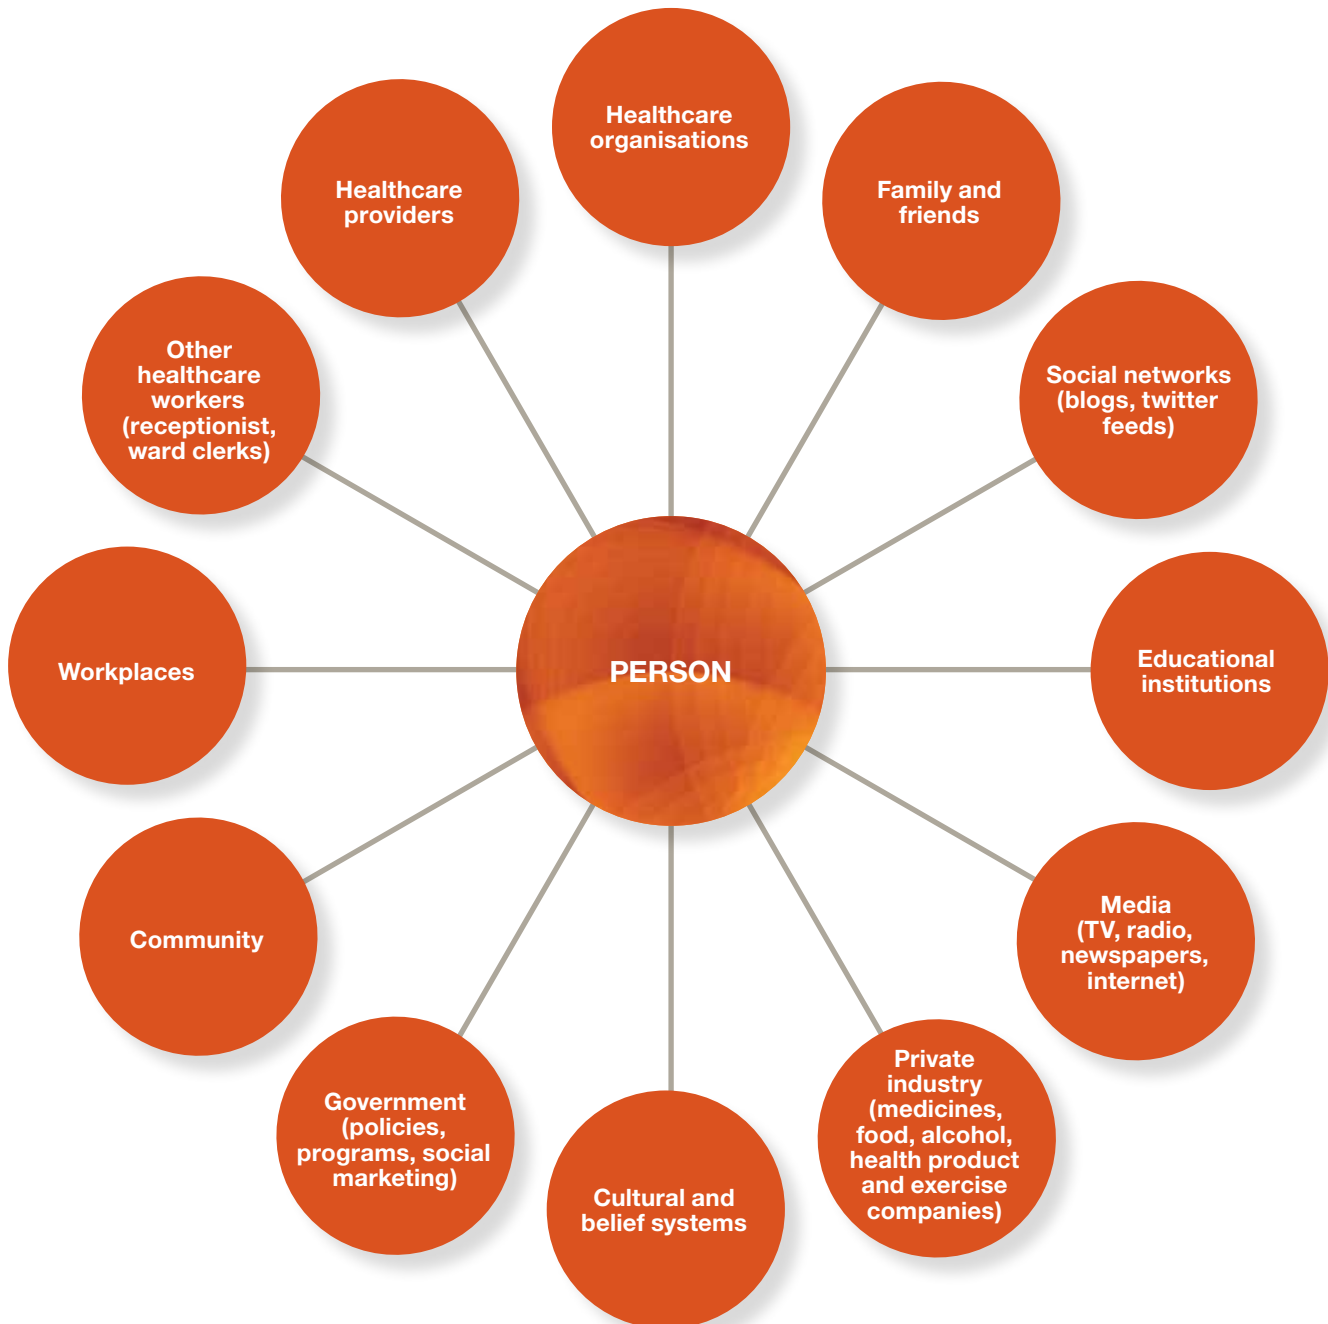 Healthcare
organisations
Family and
friends
Social networks
(blogs, twitter
feeds)
Educational
institutions
Media
(TV, radio,
newspapers,
internet)
Private
industry
(medicines,
food, alcohol,
health product
and exercise
companies)
Cultural and
belief systems
Government
(policies,
programs, social
marketing)
Community
Workplaces
Other
healthcare
workers
(receptionist,
ward clerks)
Healthcare
providers
PERSON